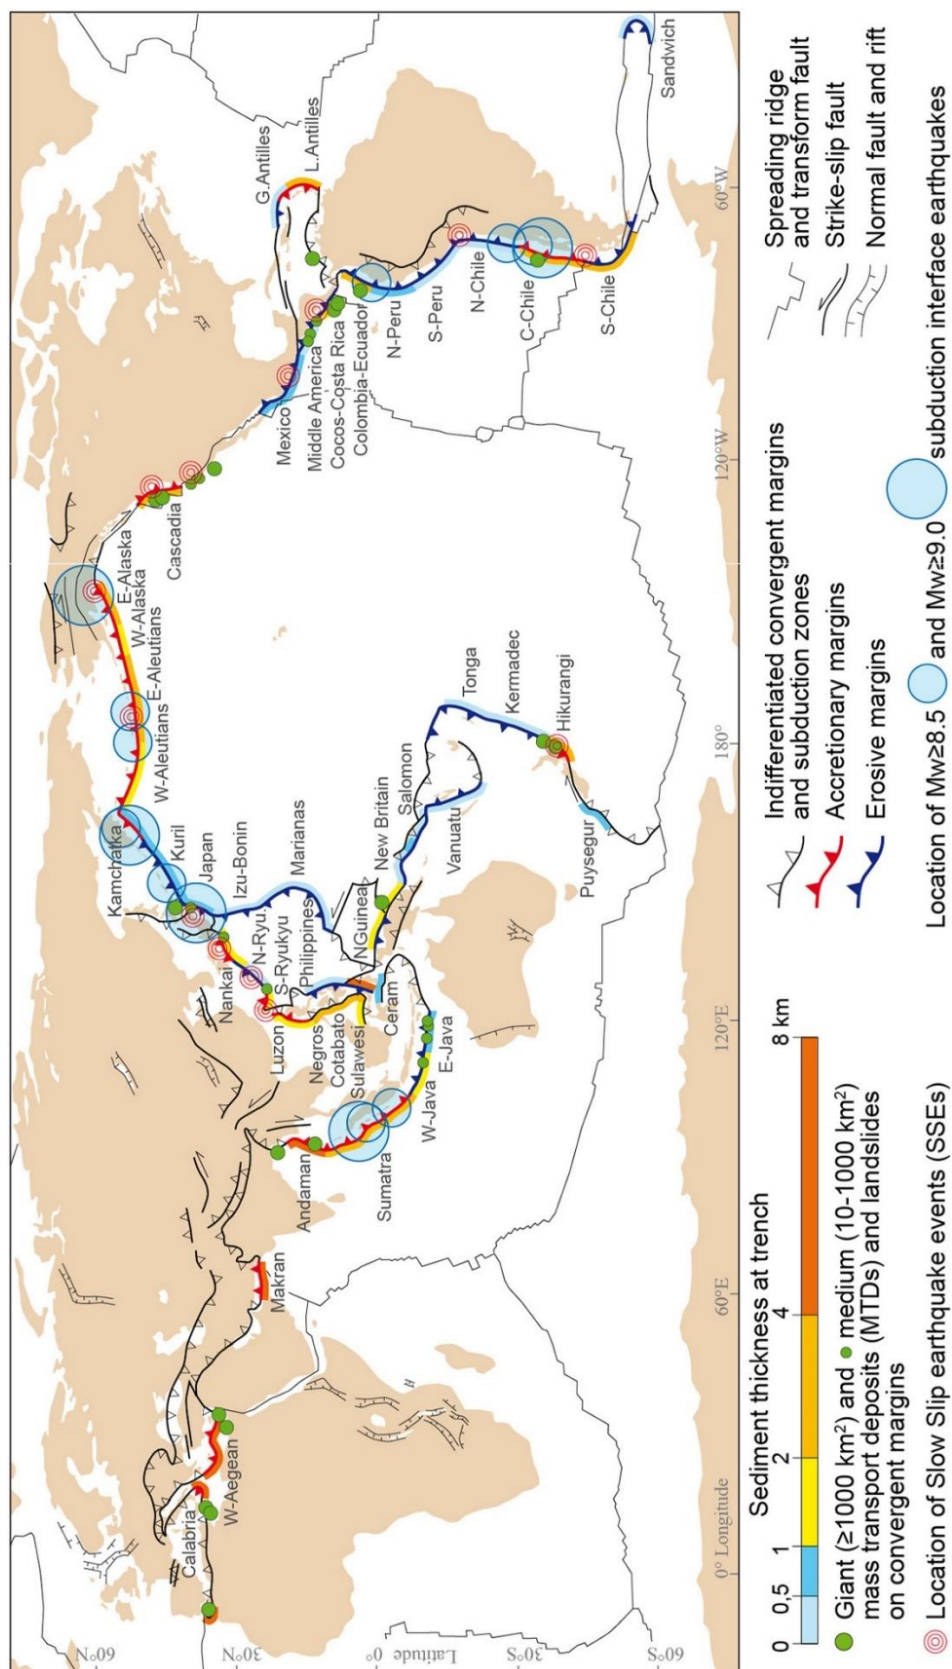 60°N
30°N
Latitude 0°
30°S
60°S
0° Longitude
60°E
120°E
180°
120°W
60°W
Calabria
W-Aegean
Makran
Andaman
Sumatra
W-Java
E-Java
Luzon
Negros
Cotabato
Sulawesi
Ceram
Nankai
N-Ryu.
S-Ryukyu
Philippines
NGuinea
Kamchatka
Kuril
Japan
Izu-Bonin
Marianas
New Britain
Salomon
Vanuatu
Tonga
Kermadec
Hikurangi
Puysegur
W-Aleutians
E-Aleutians
W-Alaska
E-Alaska
Cascadia
Mexico
Middle America
Cocos-Costa Rica
Colombia-Ecuador
N-Peru
S-Peru
N-Chile
C-Chile
S-Chile
G.Antilles
L.Antilles
Sandwich
Sediment thickness at trench
0 0,5 1 2 4 8 km
Giant (≥1000 km²) and medium (10-1000 km²)
mass transport deposits (MTDs) and landslides
on convergent margins
Location of Slow Slip earthquake events (SSEs)
Indifferentiated convergent margins
and subduction zones
Accretionary margins
Erosive margins
Spreading ridge
and transform fault
Strike-slip fault
Normal fault and rift
Location of Mw≥8.5 and Mw≥9.0 subduction interface earthquakes